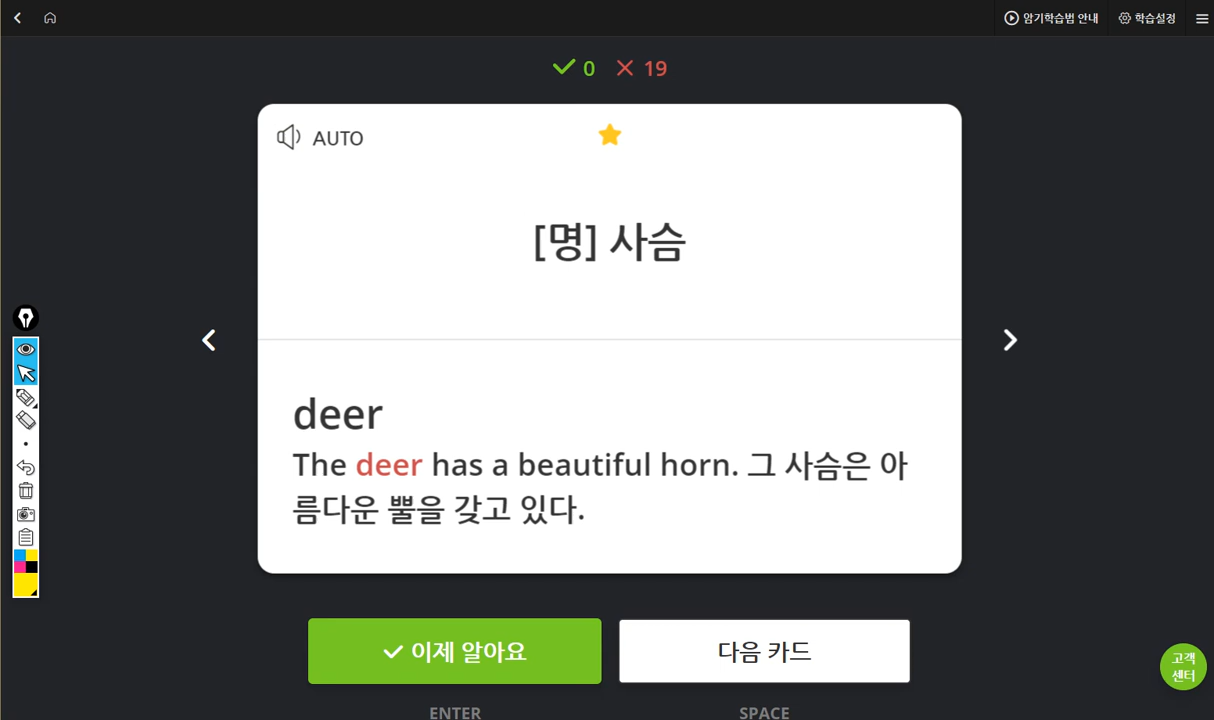 암기학습법 안내 학습설정
0 19
AUTO
[명] 사슴
deer
The deer has a beautiful horn. 그 사슴은 아
름다운 뿔을 갖고 있다.
이제 알아요 다음 카드
고객
센터
ENTER SPACE